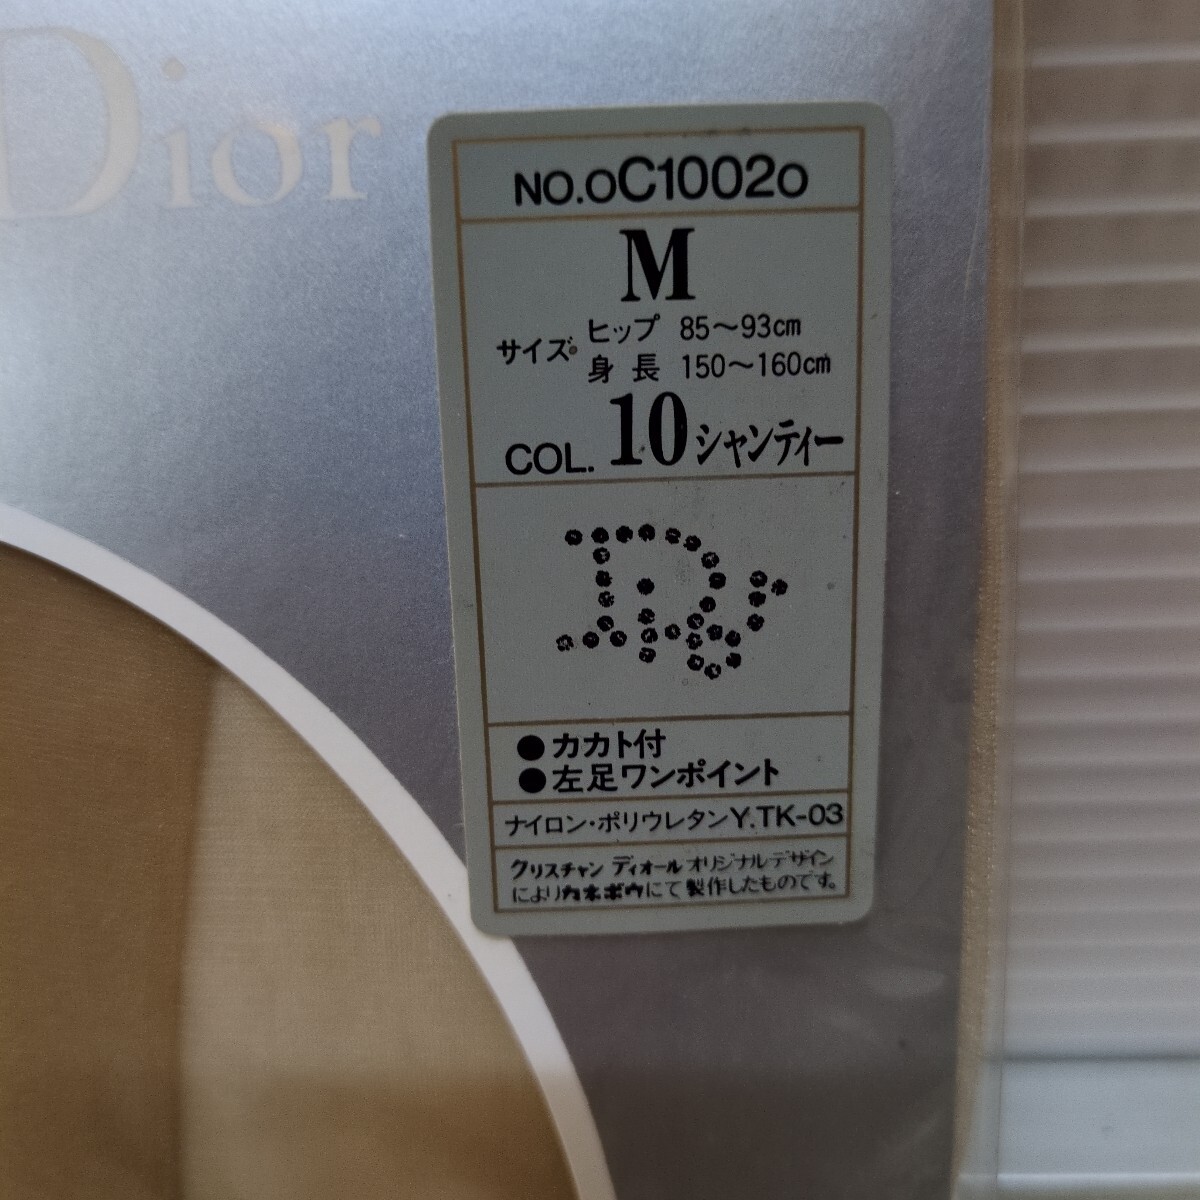 Dior
NO.oC1002o
M
サイズ ヒップ 85～93cm
身長 150～160cm
COL. 10 シャンティー
● カカト付
● 左足ワンポイント
ナイロン・ポリウレタン Y.TK-03
クリスチャン ディオール オリジナルデザイン
によりカネボウにて製作したものです。